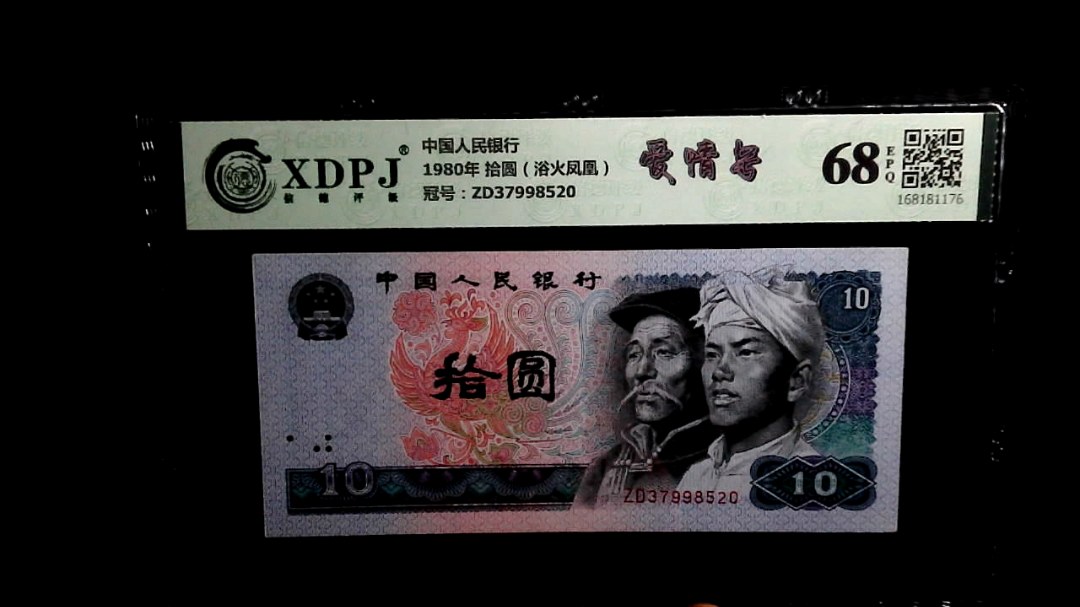 XDPJ®
信德评级
中国人民银行
1980年 拾圆（浴火凤凰）
冠号：ZD37998520
爱情号
68
EPQ
168181176
中国人民银行
10
拾圆
10
ZD37998520
10